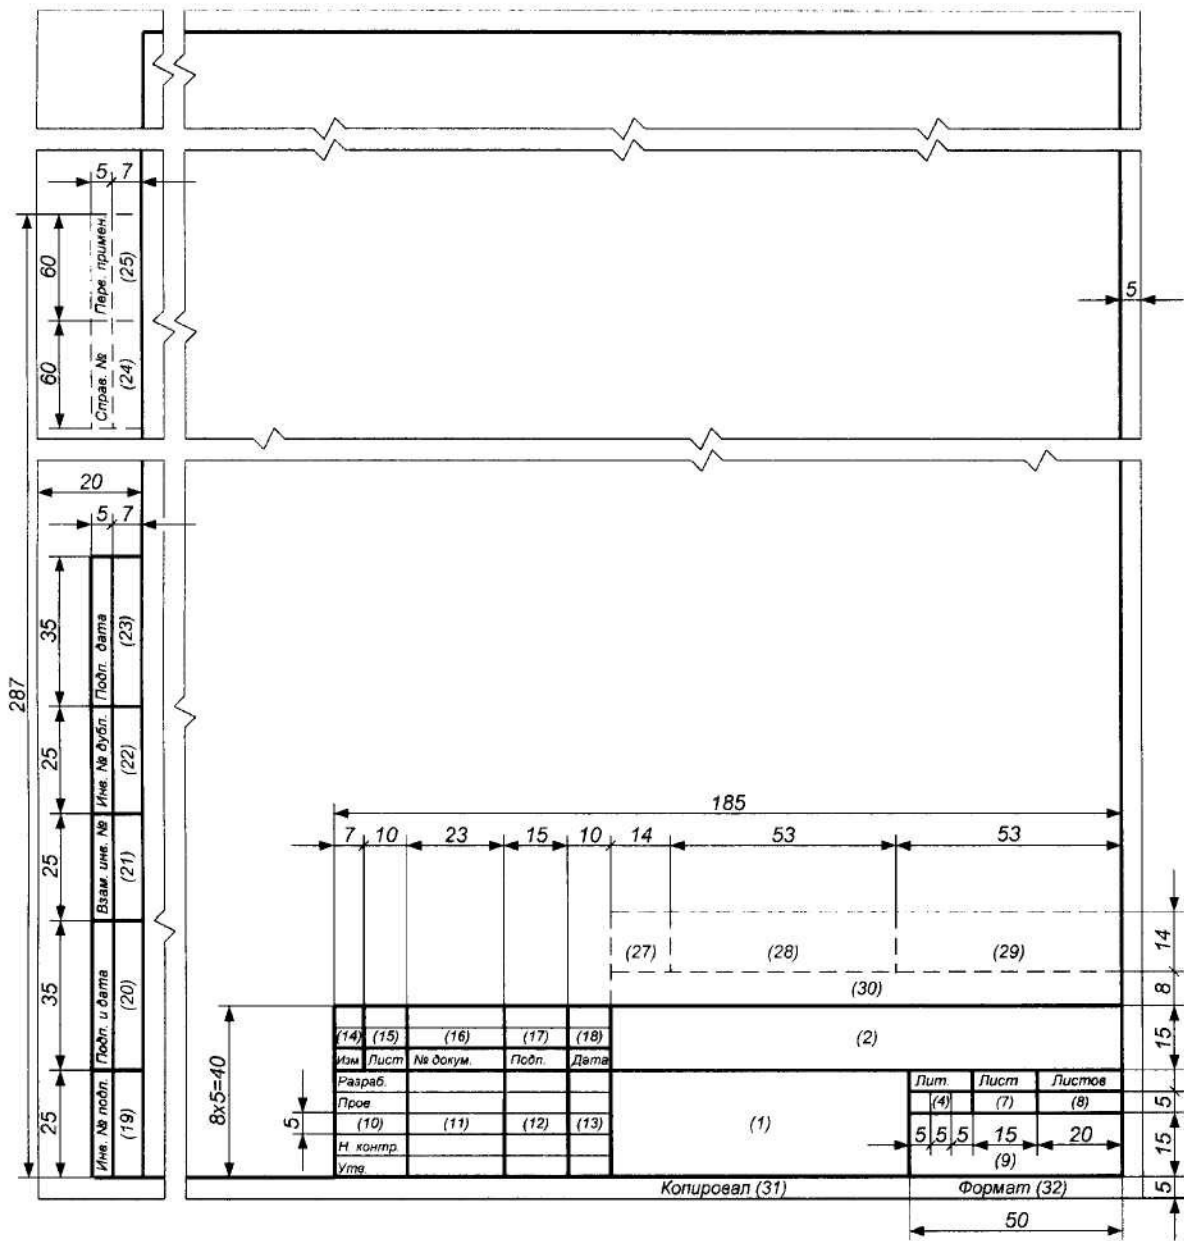 5 7
60
Перв. примен.
(25)
5
60
Справ. №
(24)
20
5 7
287
35
Подп. дата
(23)
25
Инв. № дубл.
(22)
25
Взам. инв. №
(21)
35
Подп. и дата
(20)
25
Инв. № подл.
(19)
185
7 10 23 15 10 14 53 53
(27) (28) (29)
14
(30)
8
8х5=40
(14) (15) (16) (17) (18)
(2)
15
Изм Лист № докум. Подп. Дата
Разраб.
Лит. Лист Листов
Пров
(4) (7) (8)
5
5
(10) (11) (12) (13)
(1)
5 5 5 15 20
15
Н. контр.
(9)
Утв.
Копировал (31) Формат (32)
5
50